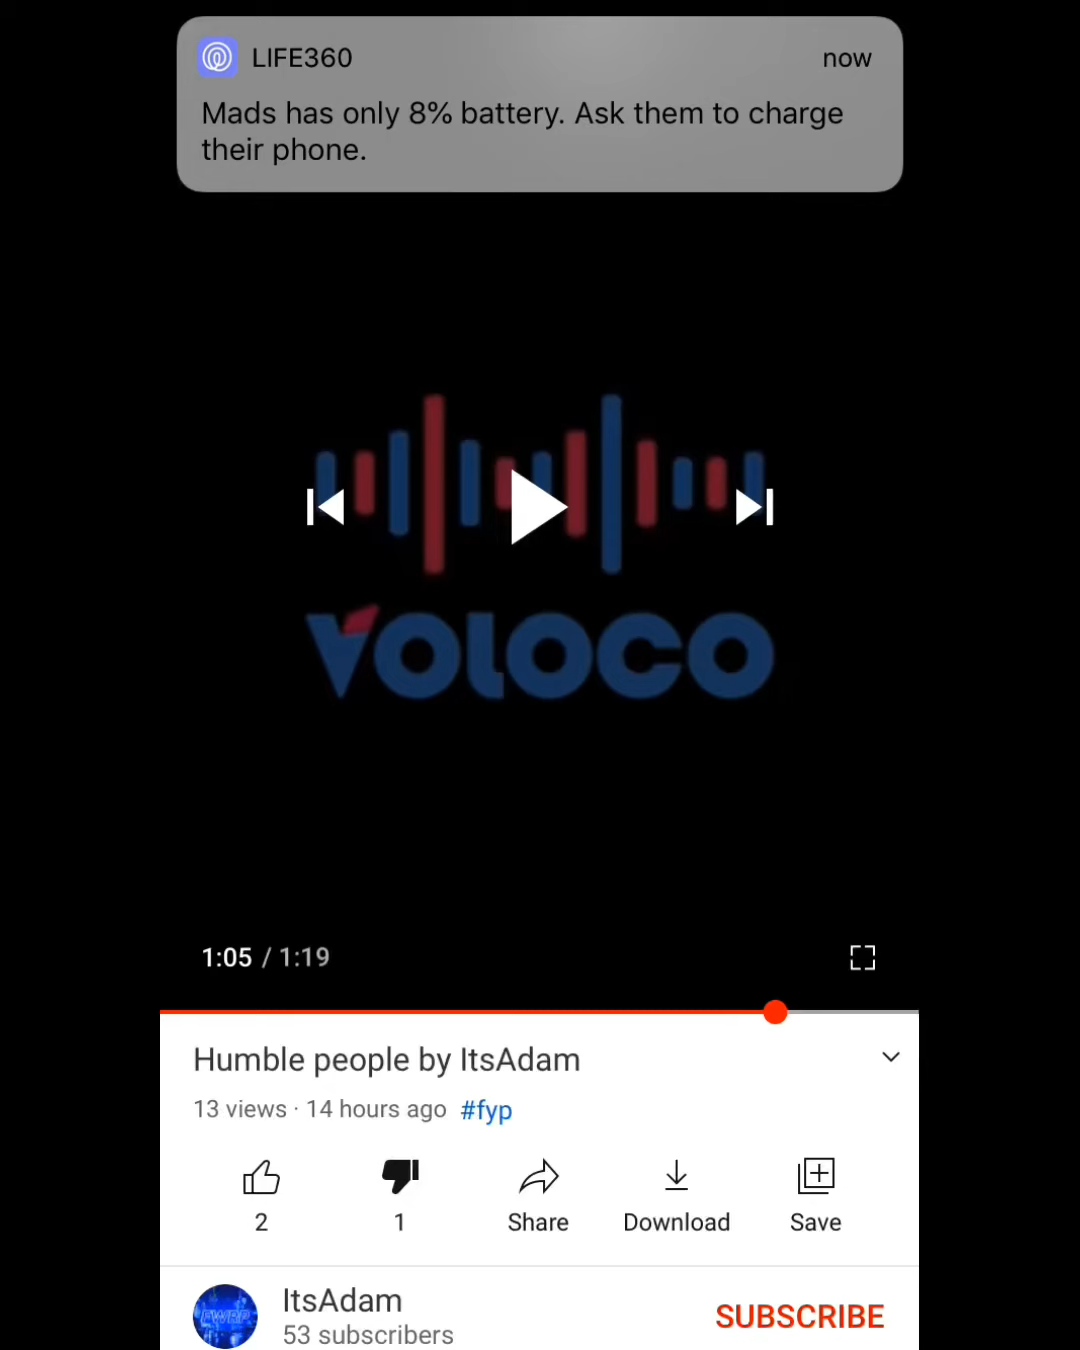 LIFE360
now
Mads has only 8% battery. Ask them to charge
their phone.
VOLOCO
1:05 / 1:19
Humble people by ItsAdam
13 views · 14 hours ago #fyp
2
1
Share
Download
Save
FWRP
ItsAdam
53 subscribers
SUBSCRIBE